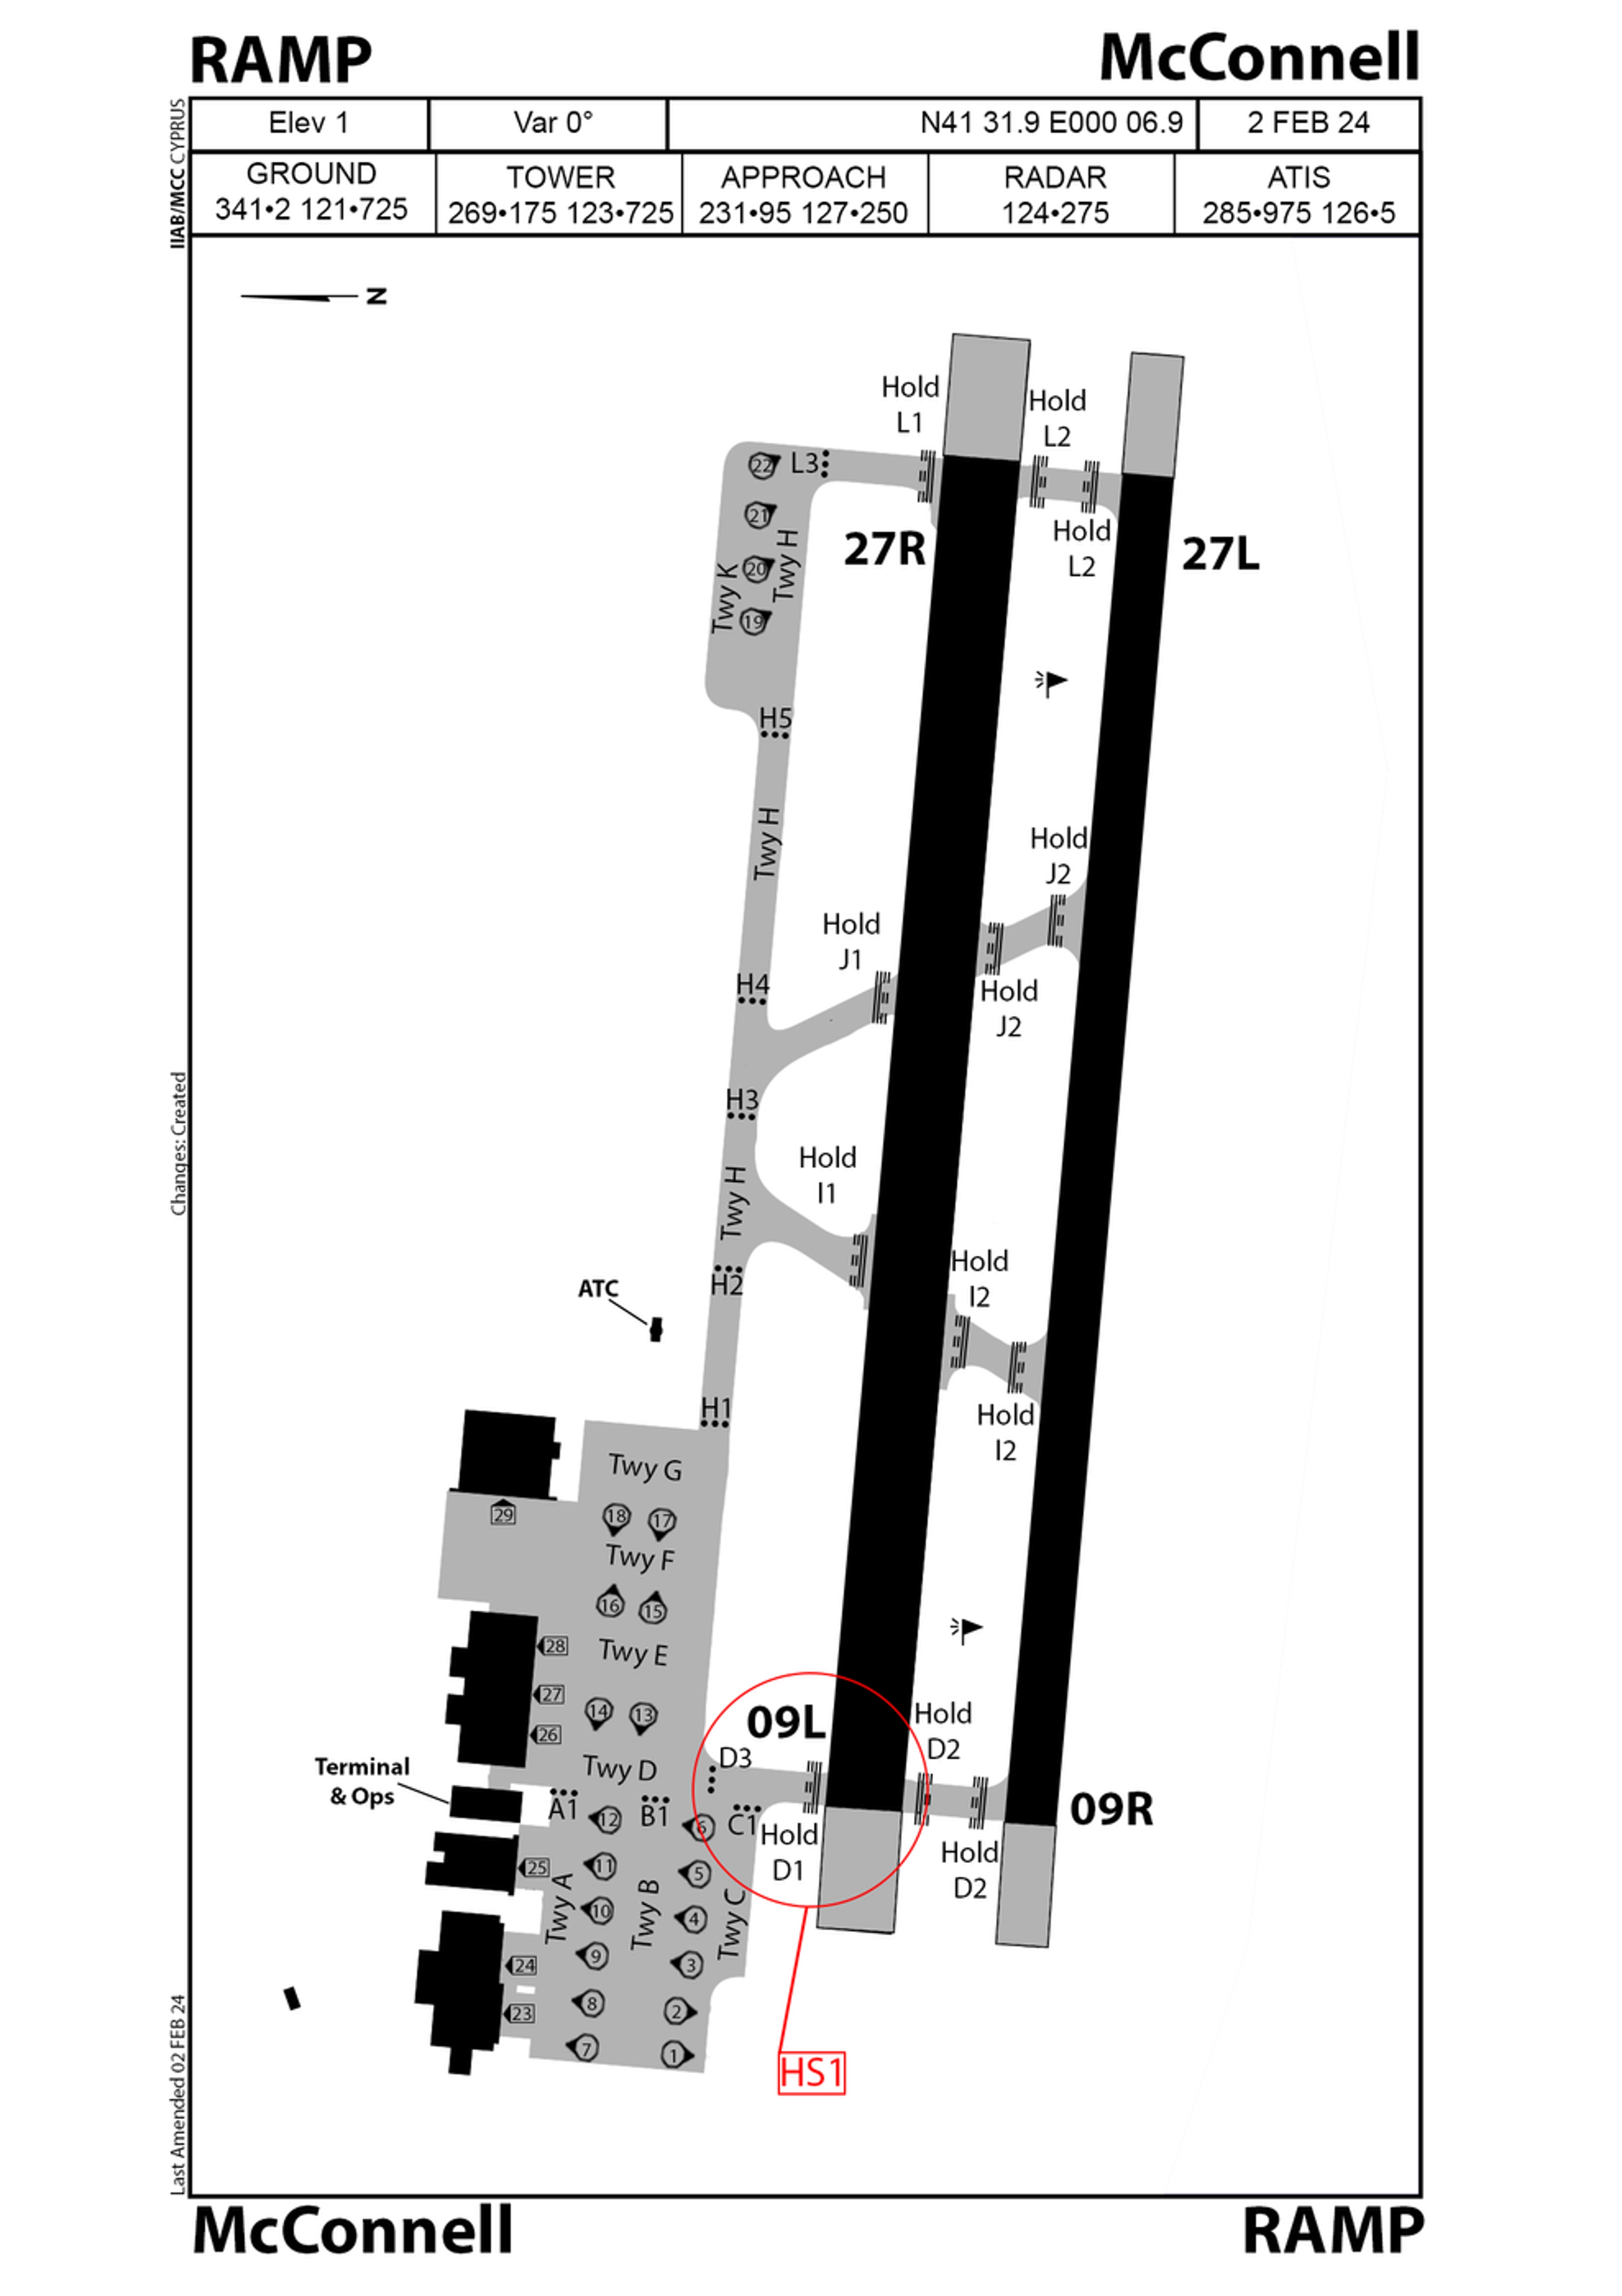 RAMP
McConnell
Elev 1
Var 0°
N41 31.9 E000 06.9
2 FEB 24
GROUND
341•2 121•725
TOWER
269•175 123•725
APPROACH
231•95 127•250
RADAR
124•275
ATIS
285•975 126•5
IIAB/MCC CYPRUS
N
Hold
L1
Hold
L2
22
L3
21
Twy H
20
Twy K
19
27R
Hold
L2
27L
H5
Twy H
Hold
J2
Hold
J1
H4
Hold
J2
Changes: Created
H3
Hold
I1
Twy H
Hold
I2
H2
ATC
H1
Hold
I2
Twy G
29
18
17
Twy F
16
15
28
Twy E
27
14
13
26
09L
Hold
D2
D3
Terminal
& Ops
Twy D
A1
12
B1
6
C1
Hold
D1
09R
Hold
D2
25
11
5
Twy A
10
Twy B
4
Twy C
24
9
3
23
8
2
7
1
HS1
Last Amended 02 FEB 24
McConnell
RAMP